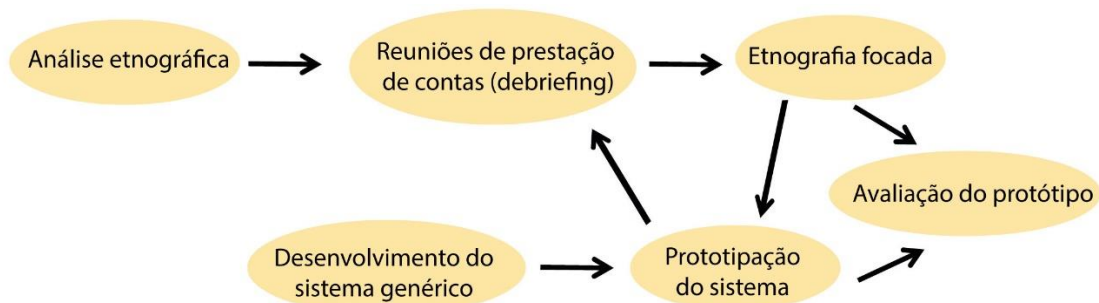 Análise etnográfica
Reuniões de prestação
de contas (debriefing)
Etnografia focada
Avaliação do protótipo
Desenvolvimento do
sistema genérico
Prototipação
do sistema